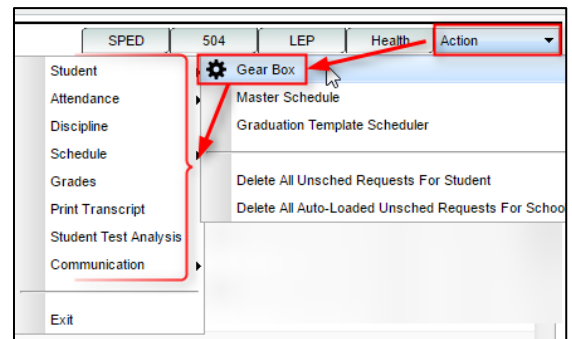 SPED 504 LEP Health Action
Student
Attendance
Discipline
Schedule
Grades
Print Transcript
Student Test Analysis
Communication
Exit
Gear Box
Master Schedule
Graduation Template Scheduler
Delete All Unsched Requests For Student
Delete All Auto-Loaded Unsched Requests For Schoo